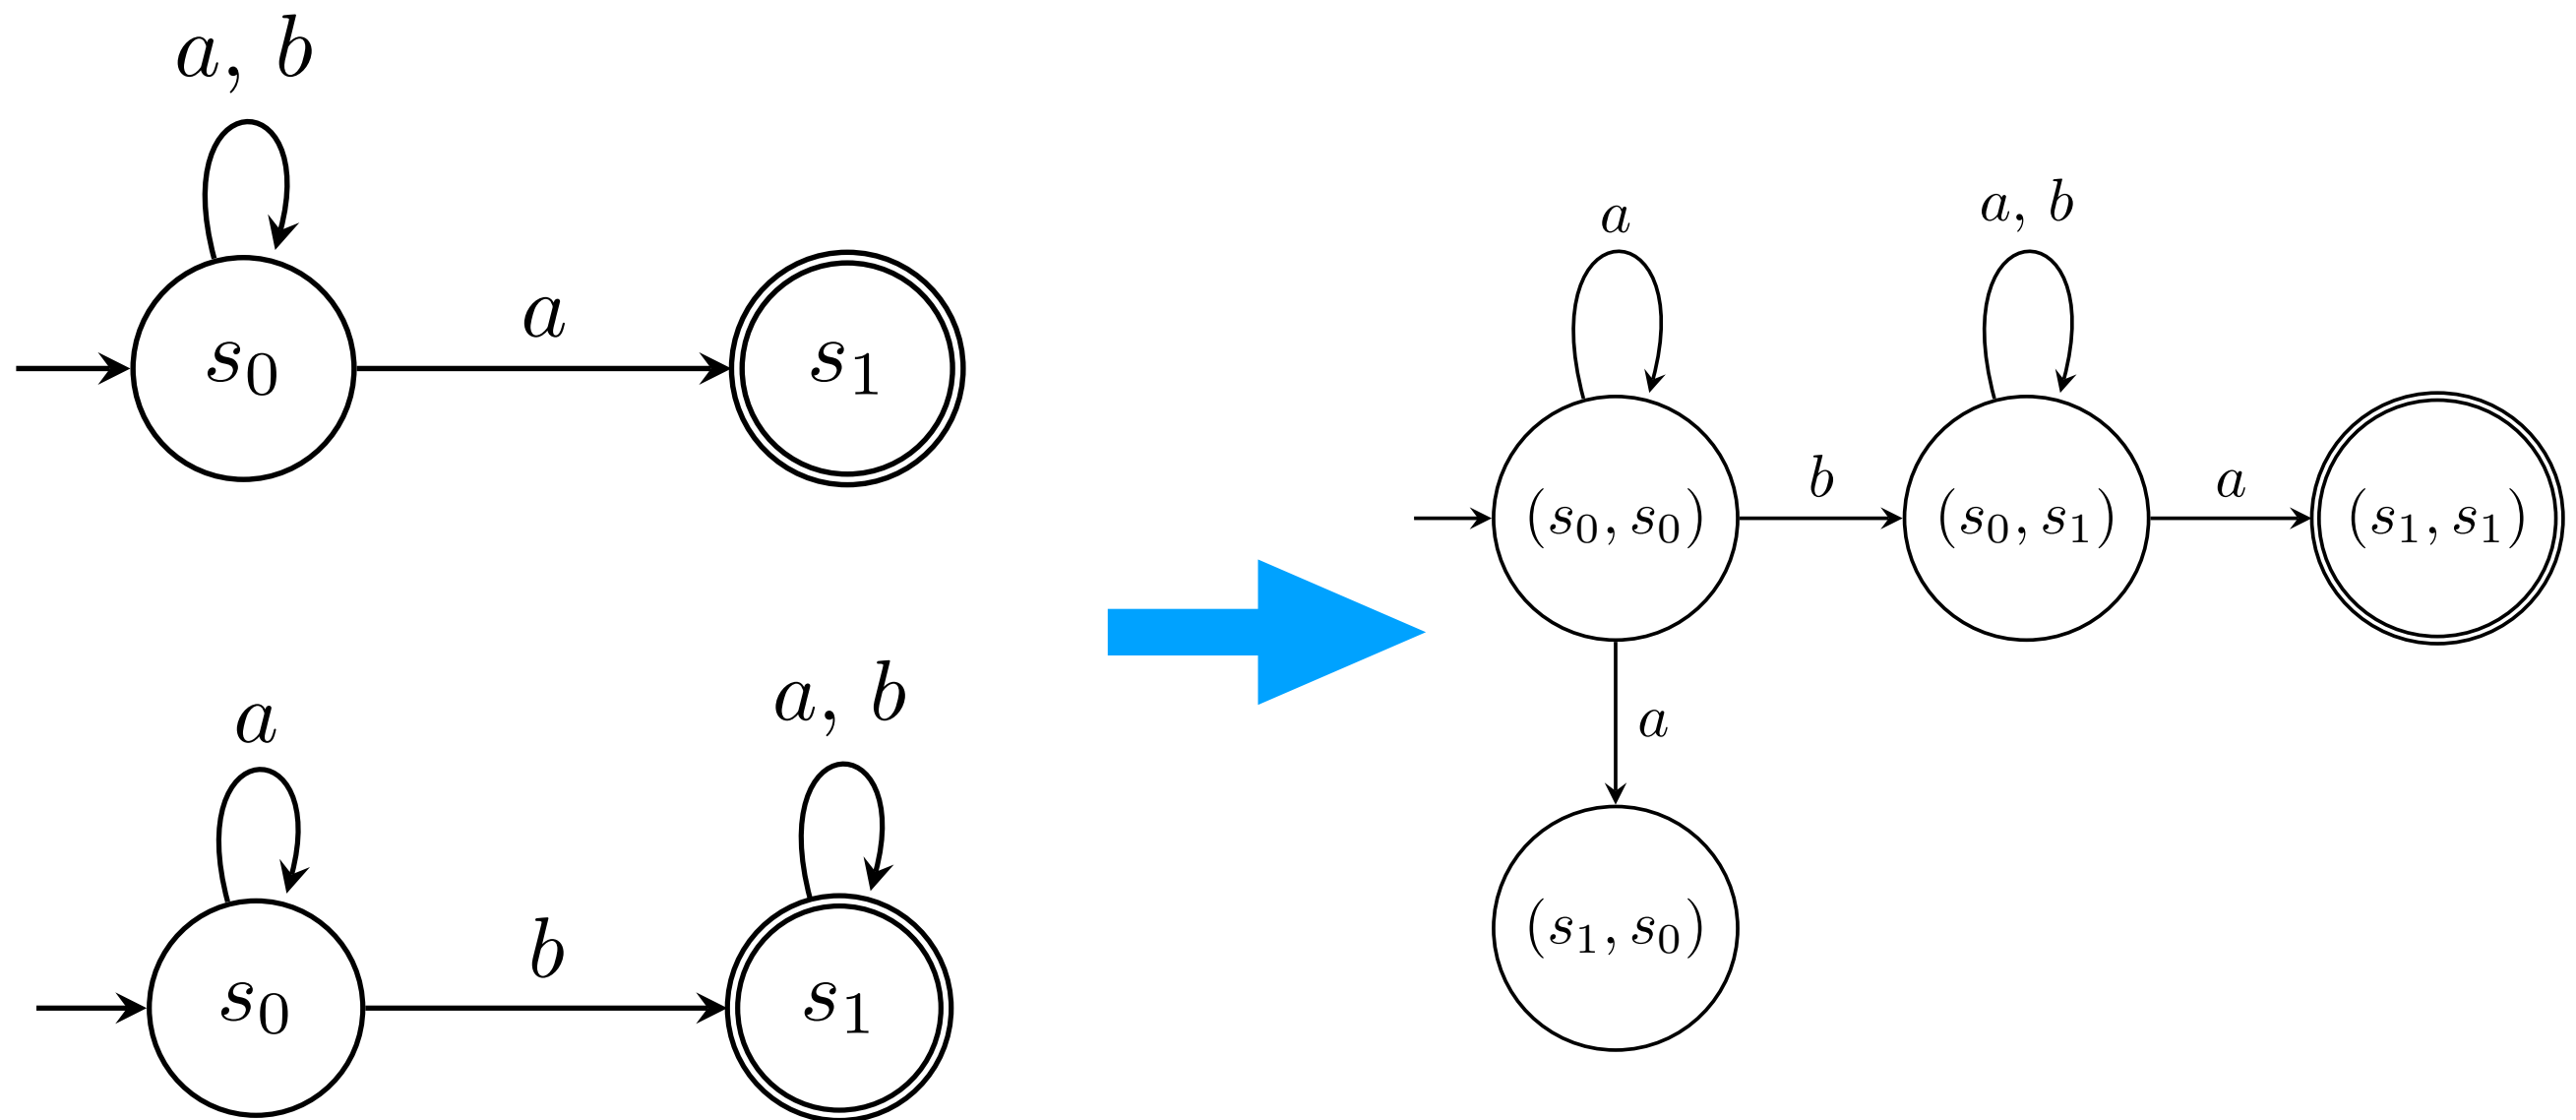 a, b
s₀
a
s₁
a
s₀
b
a, b
s₁
a
(s₀, s₀)
b
a, b
(s₀, s₁)
a
(s₁, s₁)
a
(s₁, s₀)